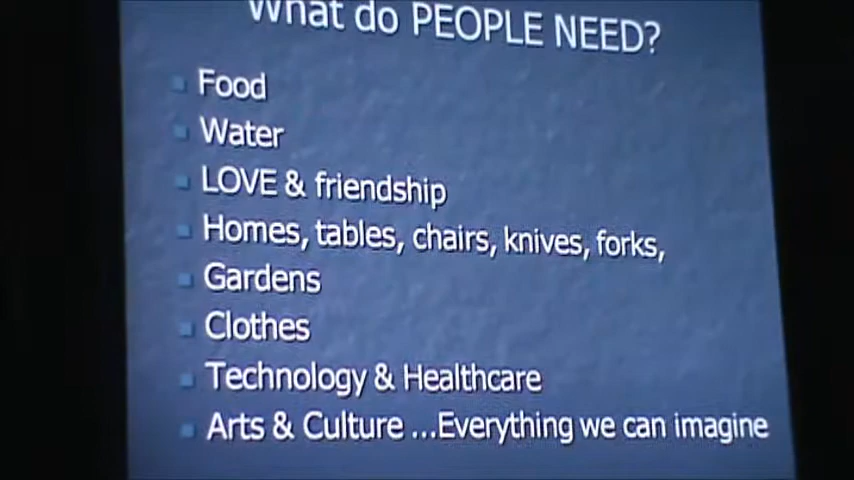 What do PEOPLE NEED?
Food
Water
LOVE & friendship
Homes, tables, chairs, knives, forks,
Gardens
Clothes
Technology & Healthcare
Arts & Culture ...Everything we can imagine